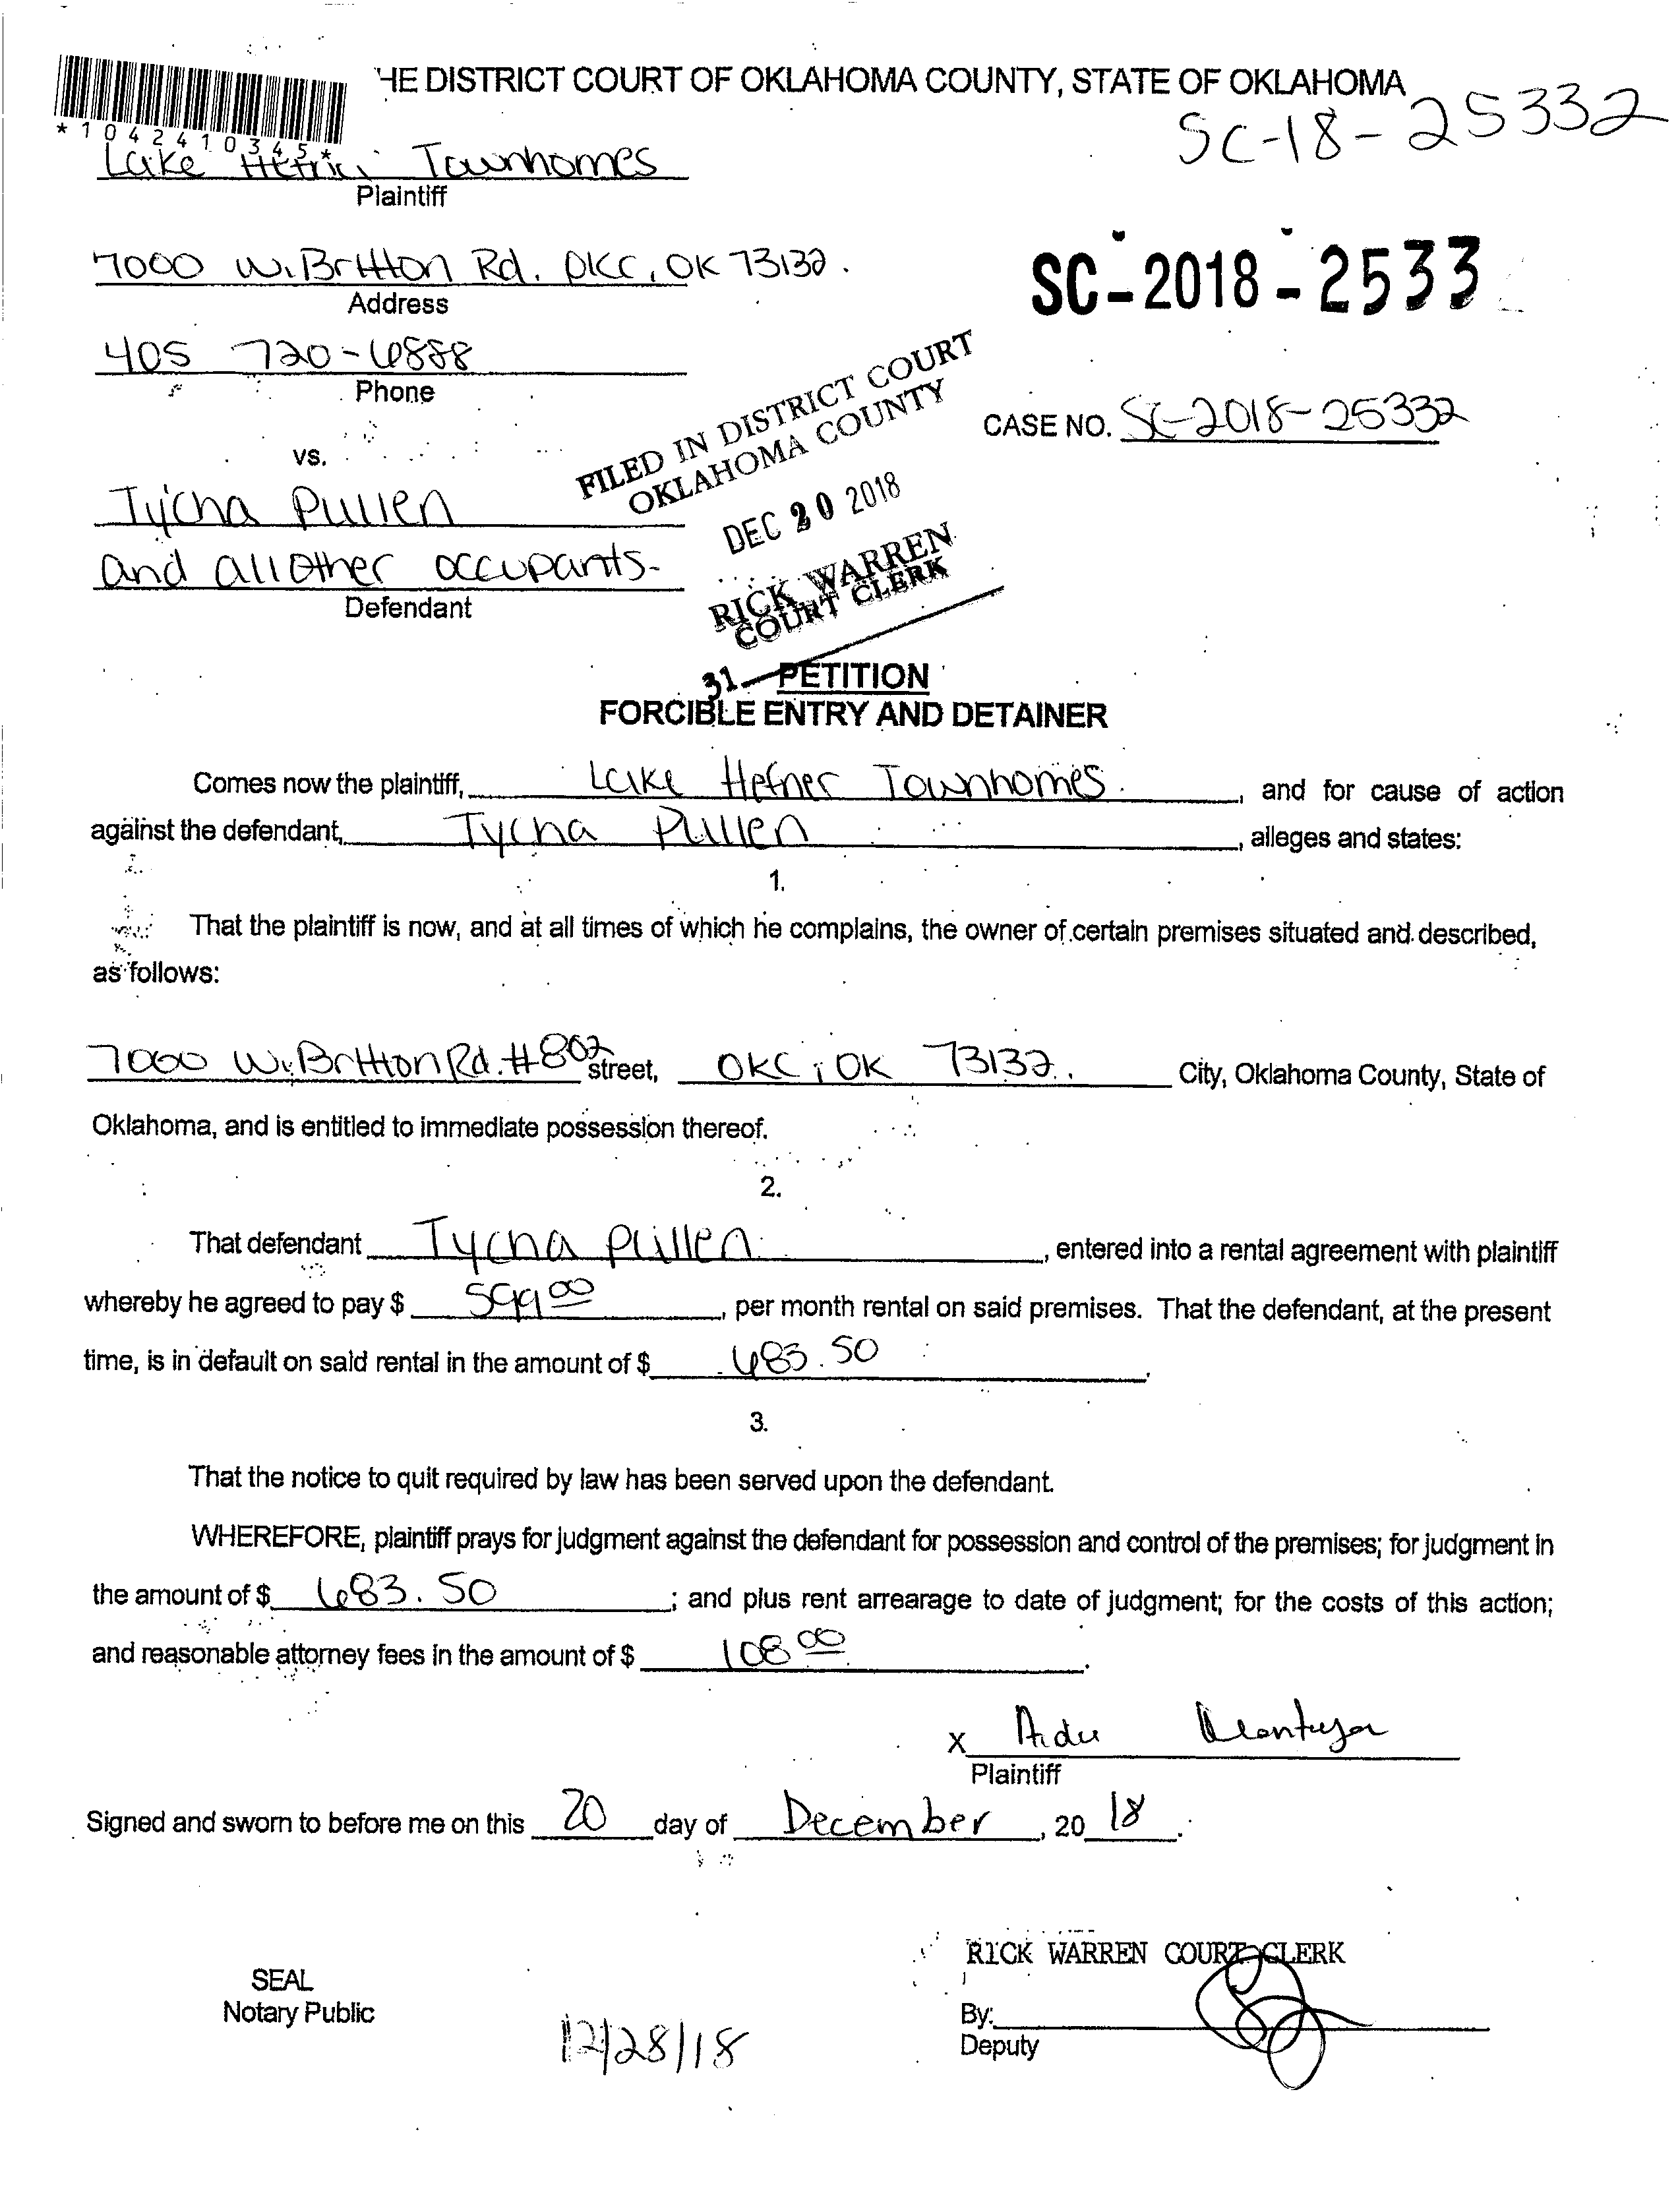 HE DISTRICT COURT OF OKLAHOMA COUNTY, STATE OF OKLAHOMA
SC-18-25332
*1042410345*
Lake Townhomes
Plaintiff
7000 W. Britton Rd. OKC, OK 73132.
Address
SC-2018-2533
405 720-6888
Phone
FILED IN DISTRICT COURT
OKLAHOMA COUNTY
CASE NO. SC-2018-25332
vs.
DEC 20 2018
Tycha Pullen
and all other occupants-
Defendant
RICK WARREN
COURT CLERK
31
PETITION
FORCIBLE ENTRY AND DETAINER
Comes now the plaintiff, Lake Hefner Townhomes, and for cause of action
against the defendant, Tycha Pullen, alleges and states:
1.
That the plaintiff is now, and at all times of which he complains, the owner of certain premises situated and described,
as follows:
7000 W. Britton Rd. #802 street, OKC, OK 73132. City, Oklahoma County, State of
Oklahoma, and is entitled to immediate possession thereof.
2.
That defendant Tycha Pullen, entered into a rental agreement with plaintiff
whereby he agreed to pay $ 599 00, per month rental on said premises. That the defendant, at the present
time, is in default on said rental in the amount of $ 683.50.
3.
That the notice to quit required by law has been served upon the defendant.
WHEREFORE, plaintiff prays for judgment against the defendant for possession and control of the premises; for judgment in
the amount of $ 683.50; and plus rent arrearage to date of judgment; for the costs of this action;
and reasonable attorney fees in the amount of $ 108 00.
X
Plaintiff
Signed and sworn to before me on this 20 day of December, 20 18.
RICK WARREN COURT CLERK
SEAL
Notary Public
By:
Deputy
12/28/18